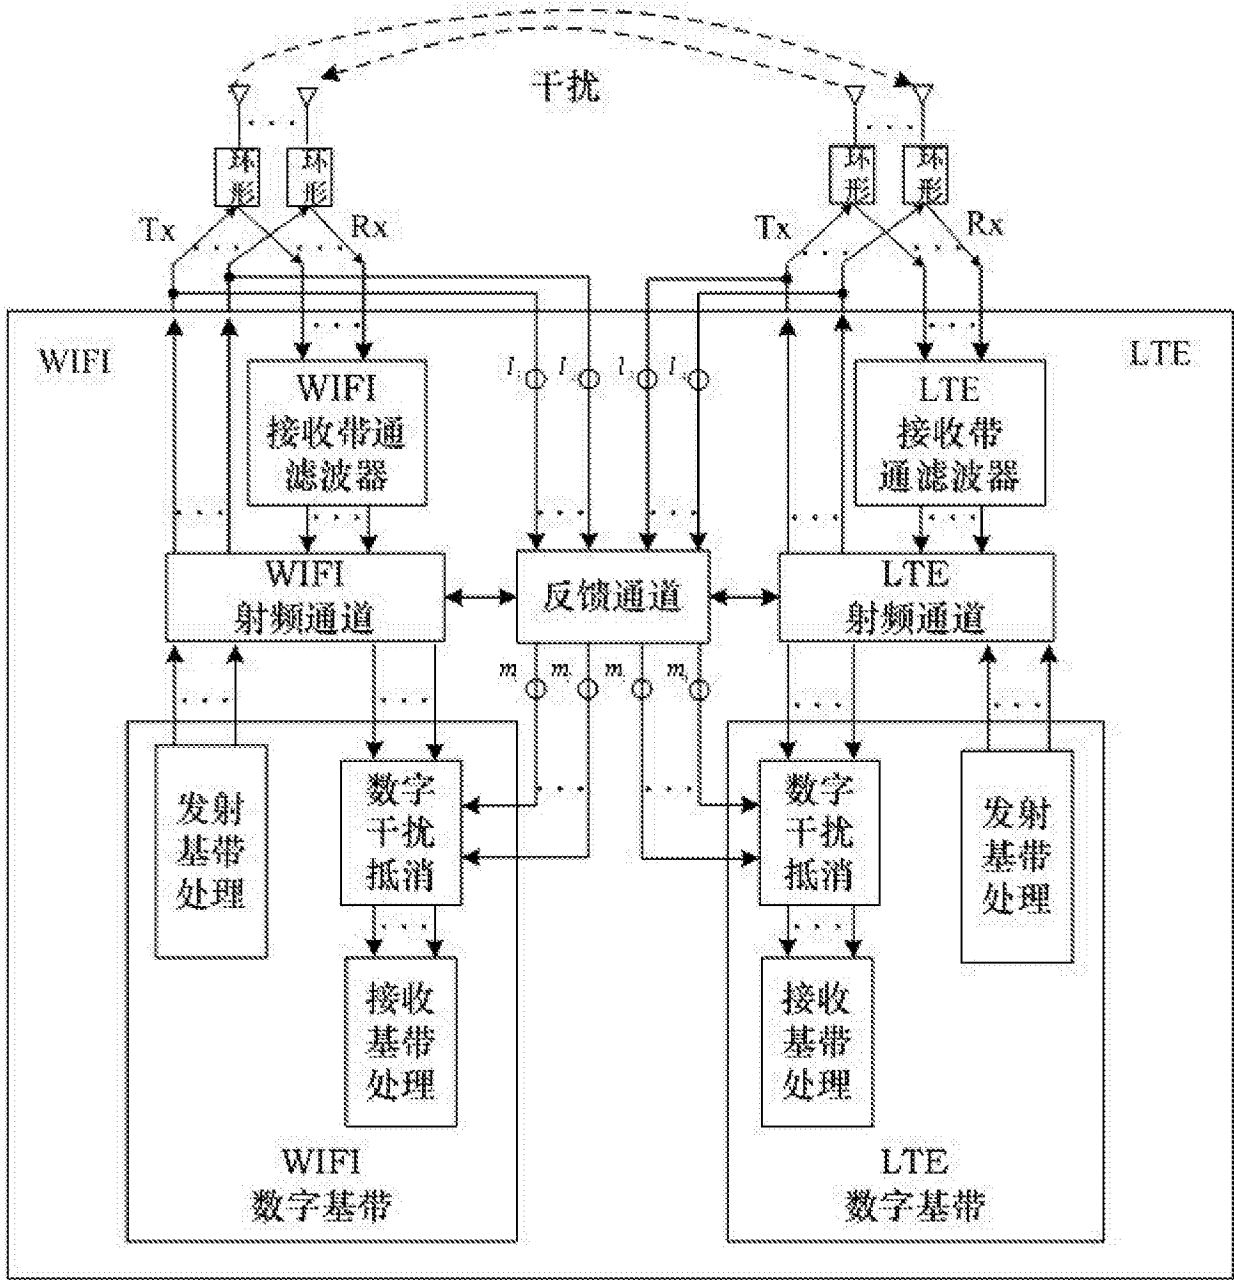 干扰
环
形
环
形
环
形
环
形
Tx
Rx
Tx
Rx
WIFI
LTE
WIFI
接收带通
滤波器
l
l
l
l
LTE
接收带
通滤波器
WIFI
射频通道
反馈通道
LTE
射频通道
m
m
m
m
发射
基带
处理
数字
干扰
抵消
数字
干扰
抵消
发射
基带
处理
接收
基带
处理
接收
基带
处理
WIFI
数字基带
LTE
数字基带